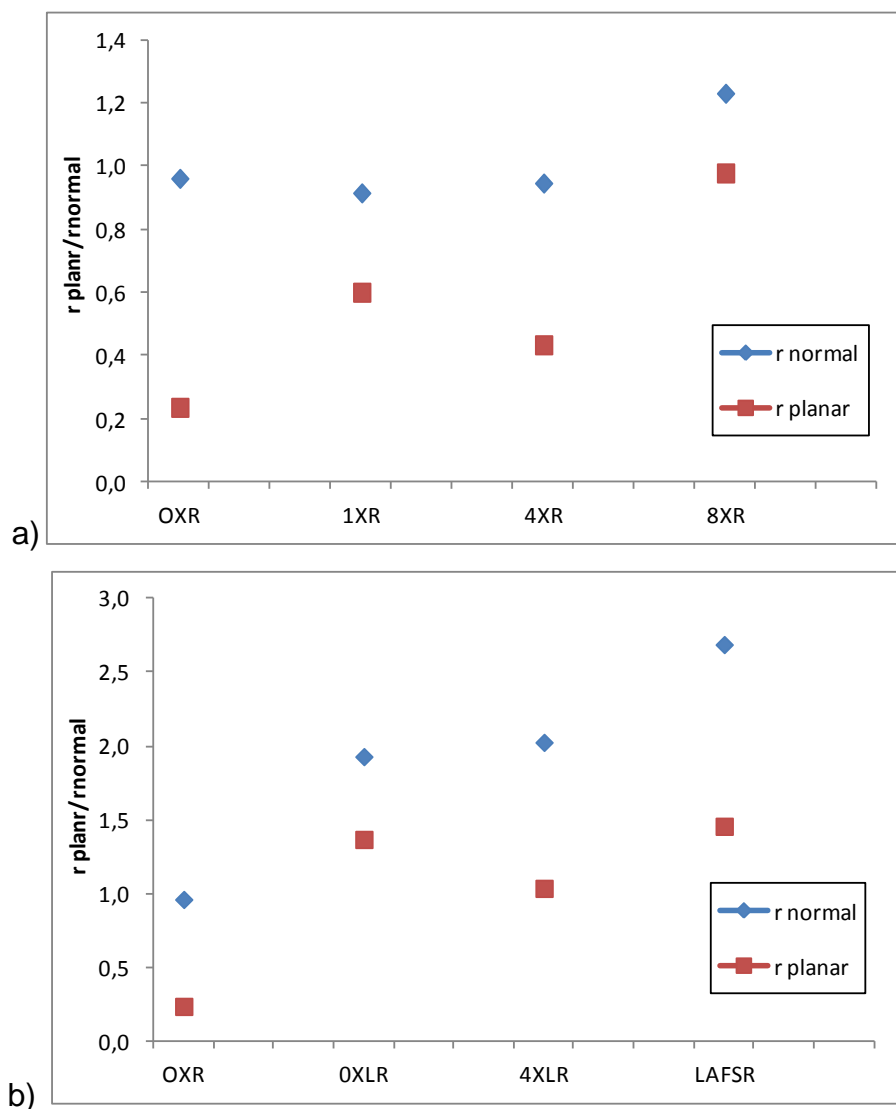 1,4
1,2
1,0
0,8
0,6
0,4
0,2
0,0
r planr/rnormal
r normal
r planar
OXR 1XR 4XR 8XR
a)
3,0
2,5
2,0
1,5
1,0
0,5
0,0
r planr/rnormal
r normal
r planar
OXR 0XLR 4XLR LAFSR
b)